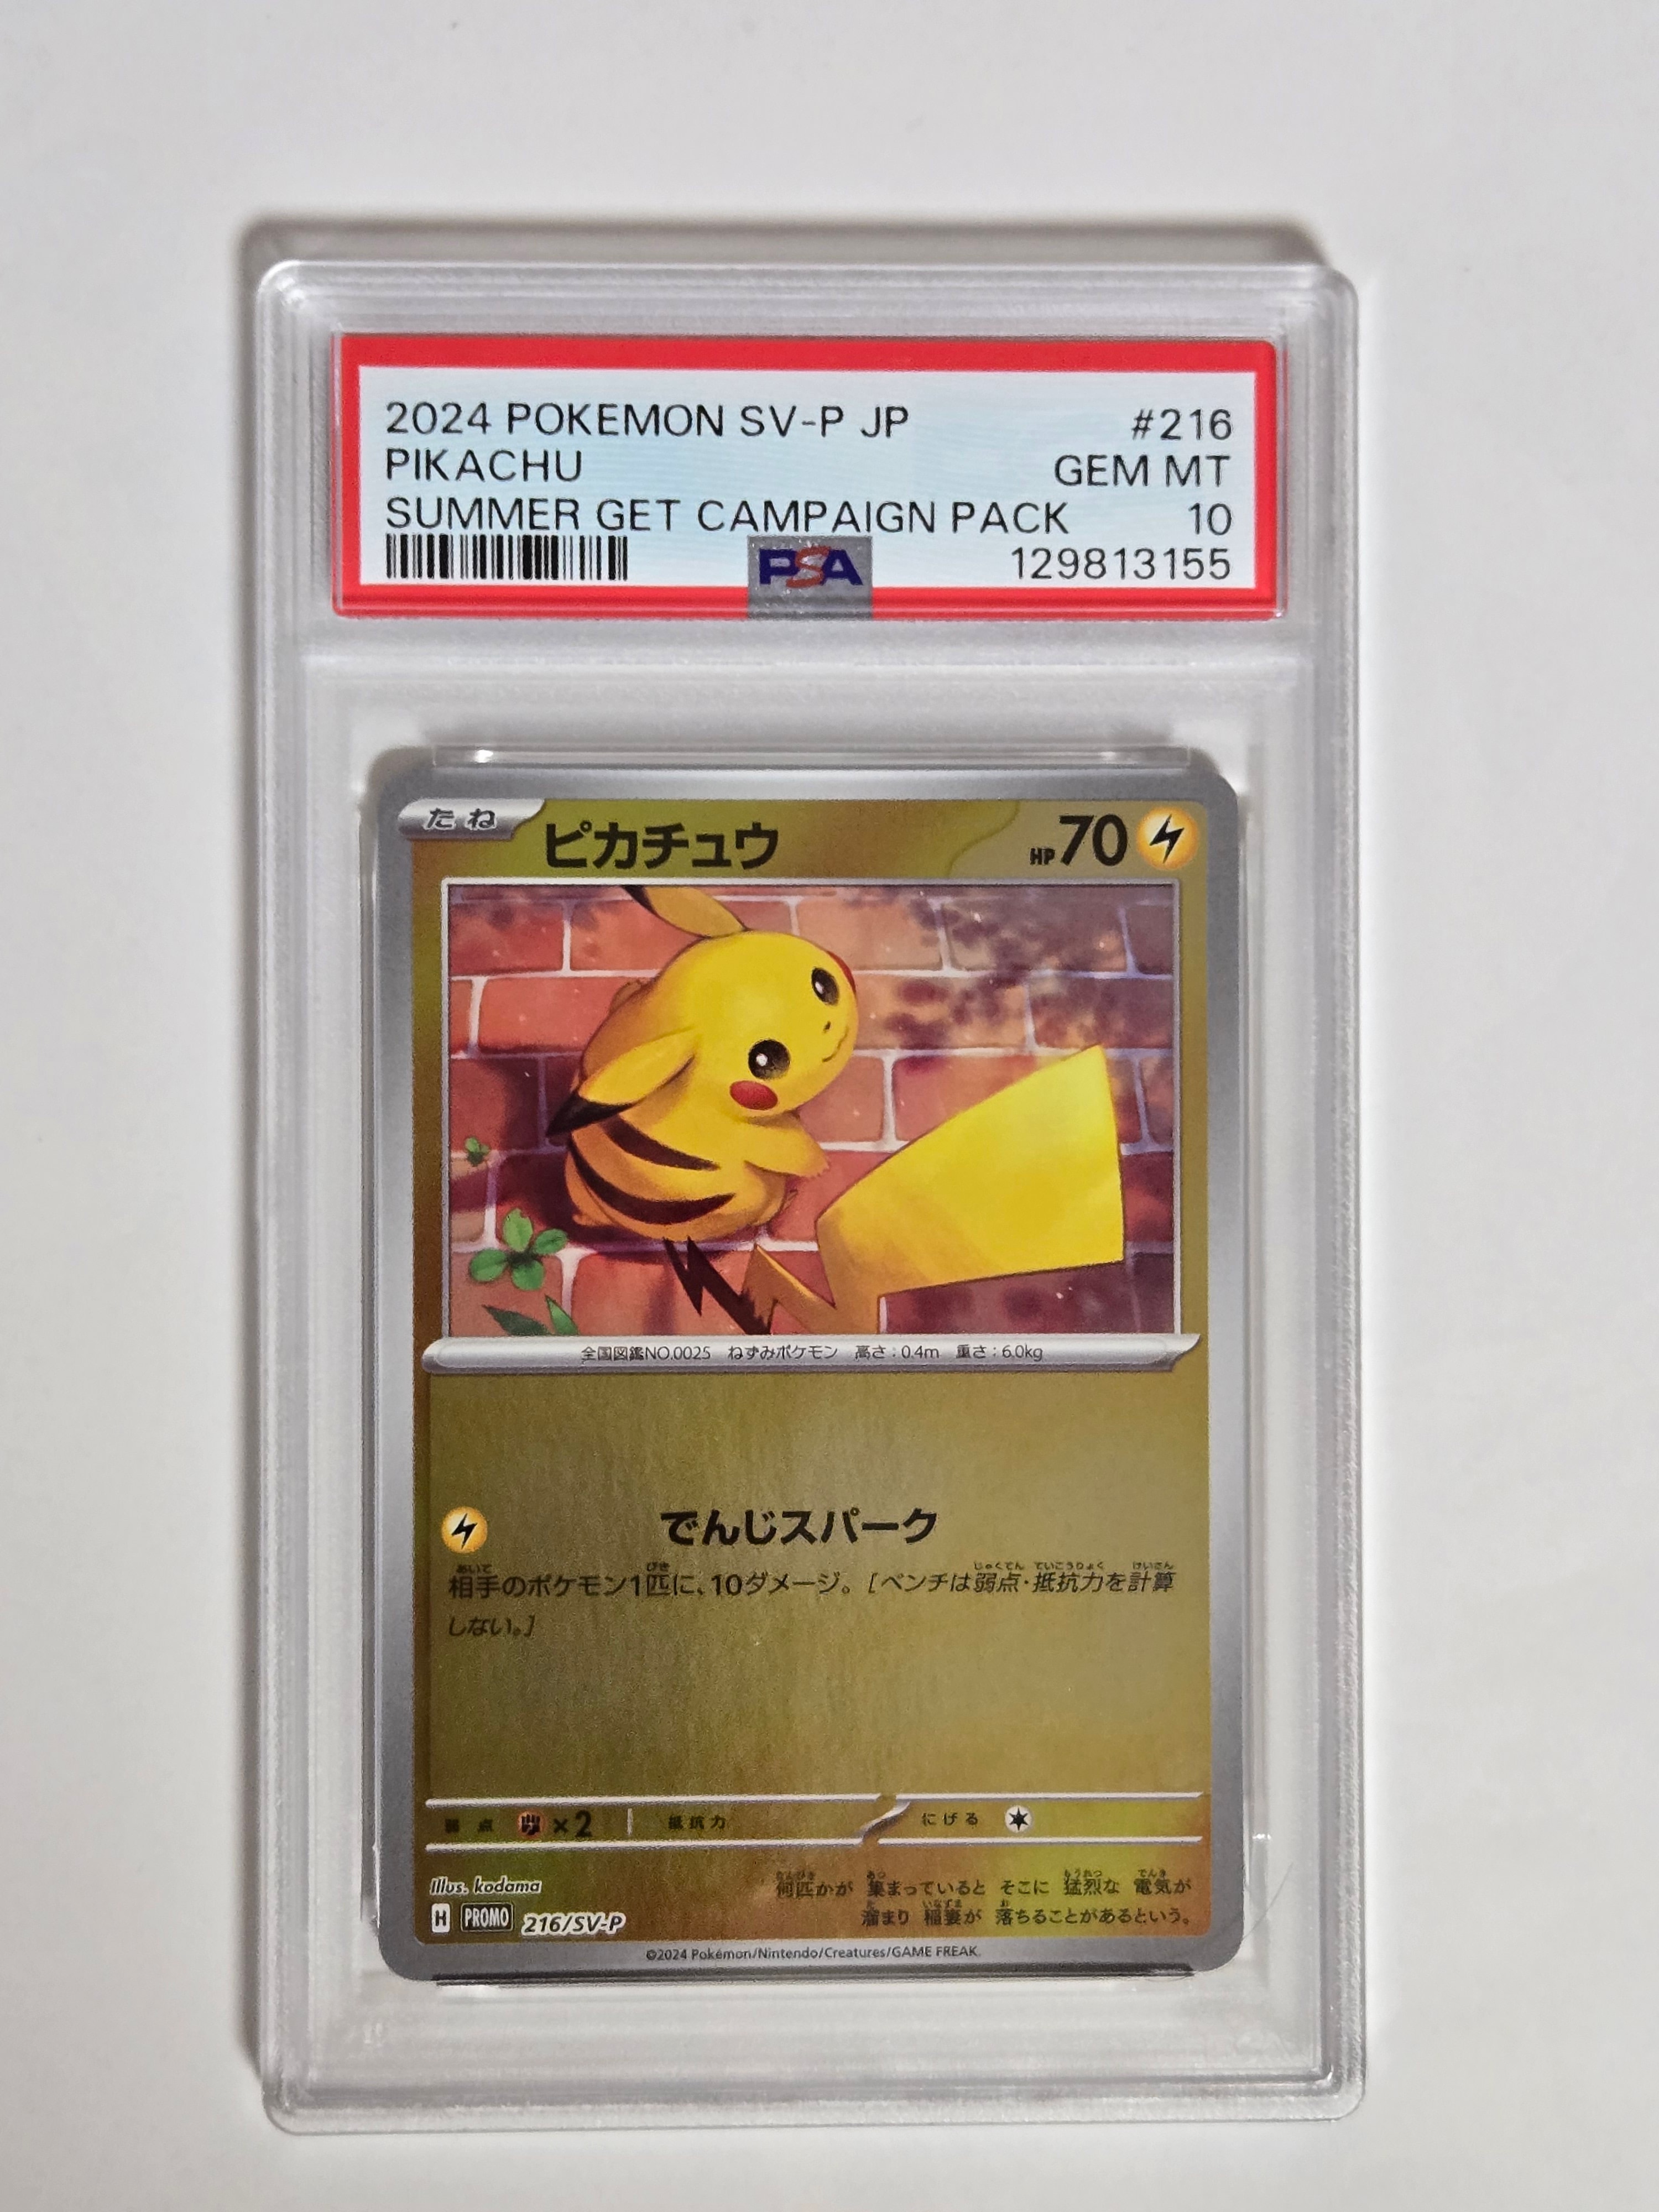 2024 POKEMON SV-P JP #216
PIKACHU GEM MT
SUMMER GET CAMPAIGN PACK 10
PSA 129813155
たね ピカチュウ HP70
全国図鑑NO.0025 ねずみポケモン 高さ:0.4m 重さ:6.0kg
でんじスパーク
相手のポケモン1匹に、10ダメージ。[ベンチは弱点・抵抗力を計算
しない。]
弱点 ×2 抵抗力 にげる
Illus. kodama
何匹かが 集まっていると そこに 猛烈な 電気が
溜まり 稲妻が 落ちることがあるという。
H PROMO 216/SV-P
©2024 Pokémon/Nintendo/Creatures/GAME FREAK.